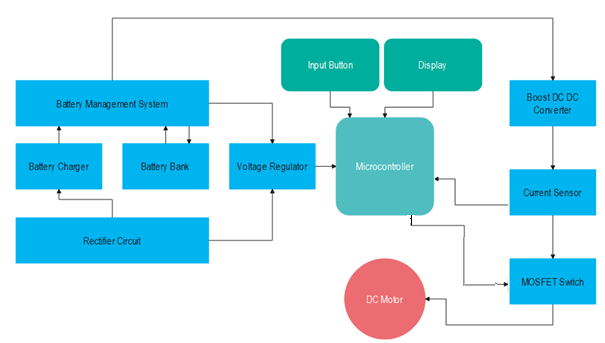 Input Button
Display
Battery Management System
Boost DC DC
Converter
Battery Charger
Battery Bank
Voltage Regulator
Microcontroller
Current Sensor
Rectifier Circuit
MOSFET Switch
DC Motor